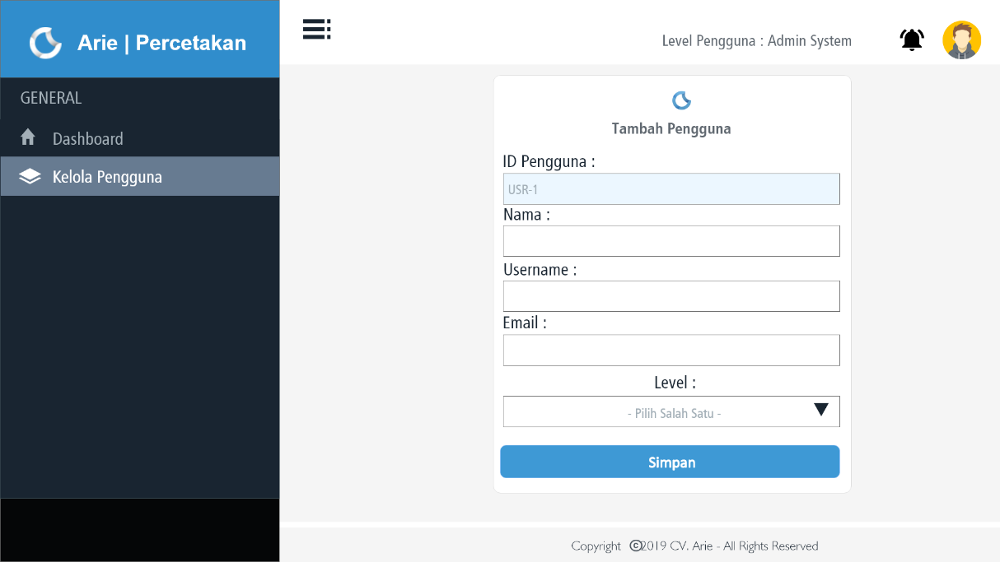 Arie | Percetakan
Level Pengguna : Admin System
GENERAL
Dashboard
Kelola Pengguna
Tambah Pengguna
ID Pengguna :
USR-1
Nama :
Username :
Email :
Level :
- Pilih Salah Satu -
Simpan
Copyright ©2019 CV. Arie - All Rights Reserved